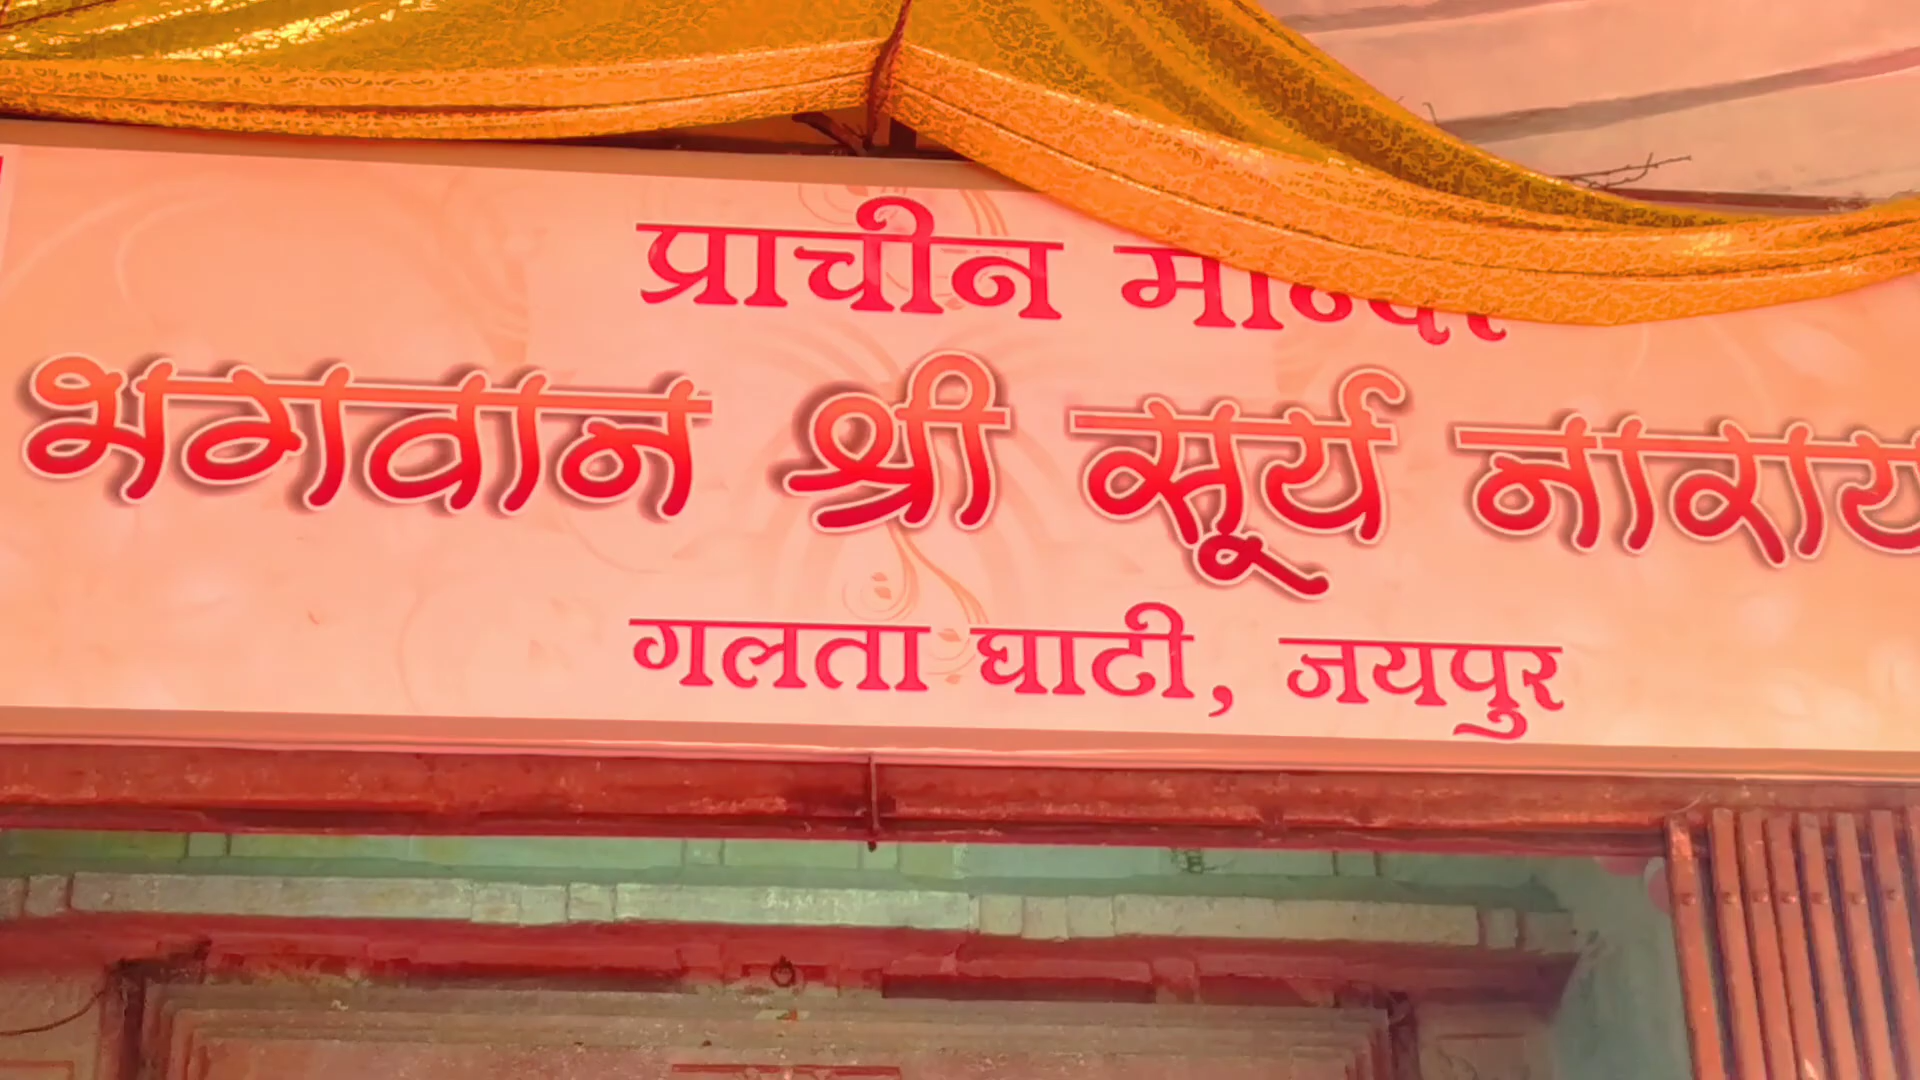 प्राचीन
भगवान श्री सूर्य
गलता घाटी, जयपुर